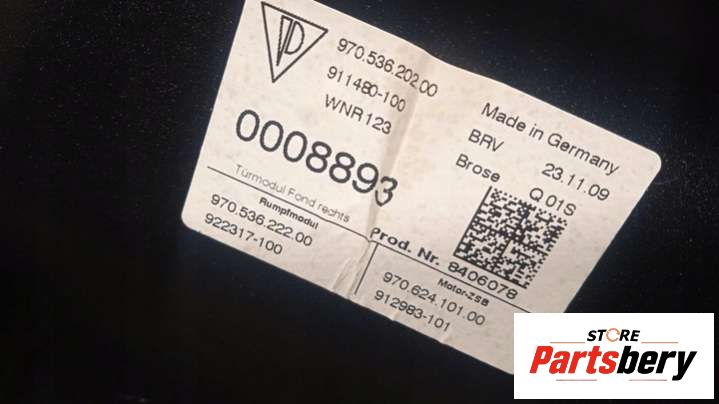 970.536.202.00
911480-100
WNR123
0008893
Made in Germany
BRV 23.11.09
Brose Q 01S
Türmodul Fond rechts
Rumpfmodul
970.536.222.00
922317-100
Prod. Nr. 8406078
Motor-ZSB
970.624.101.00
912983-101
STORE
Partsbery